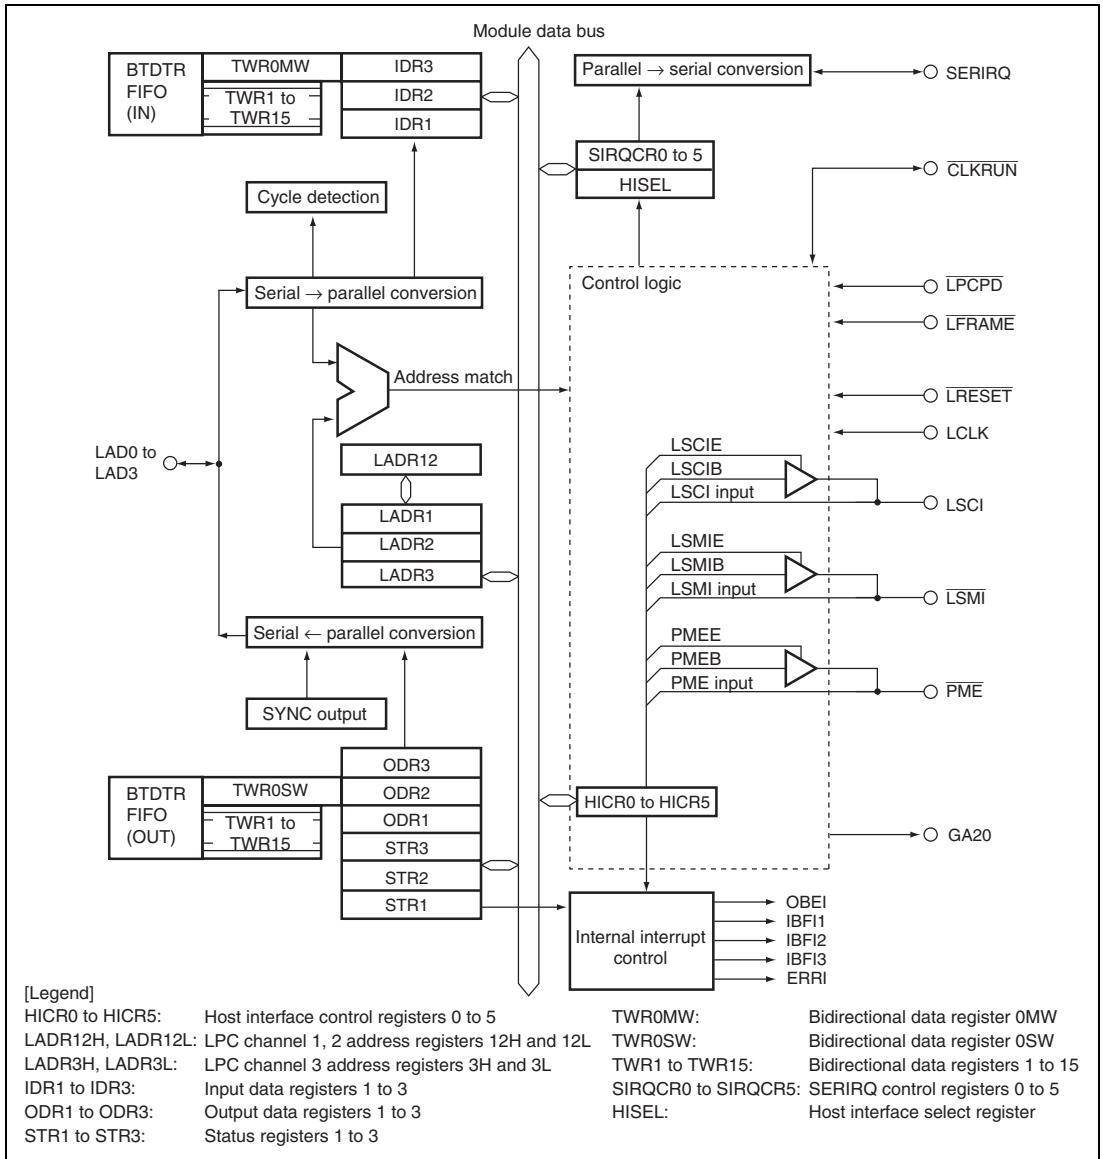 Module data bus
BTDTR
FIFO
(IN)
TWR0MW
TWR1 to
TWR15
IDR3
IDR2
IDR1
Parallel → serial conversion
SERIRQ
SIRQCR0 to 5
HISEL
CLKRUN
Cycle detection
Serial → parallel conversion
Control logic
LPCPD
LFRAME
Address match
LRESET
LCLK
LAD0 to
LAD3
LADR12
LADR1
LADR2
LADR3
LSCIE
LSCIB
LSCI input
LSCI
LSMIE
LSMIB
LSMI input
LSMI
Serial ← parallel conversion
PMEE
PMEB
PME input
PME
SYNC output
BTDTR
FIFO
(OUT)
TWR0SW
TWR1 to
TWR15
ODR3
ODR2
ODR1
STR3
STR2
STR1
HICR0 to HICR5
GA20
Internal interrupt
control
OBEI
IBFI1
IBFI2
IBFI3
ERRI
[Legend]
HICR0 to HICR5: Host interface control registers 0 to 5
LADR12H, LADR12L: LPC channel 1, 2 address registers 12H and 12L
LADR3H, LADR3L: LPC channel 3 address registers 3H and 3L
IDR1 to IDR3: Input data registers 1 to 3
ODR1 to ODR3: Output data registers 1 to 3
STR1 to STR3: Status registers 1 to 3
TWR0MW: Bidirectional data register 0MW
TWR0SW: Bidirectional data register 0SW
TWR1 to TWR15: Bidirectional data registers 1 to 15
SIRQCR0 to SIRQCR5: SERIRQ control registers 0 to 5
HISEL: Host interface select register